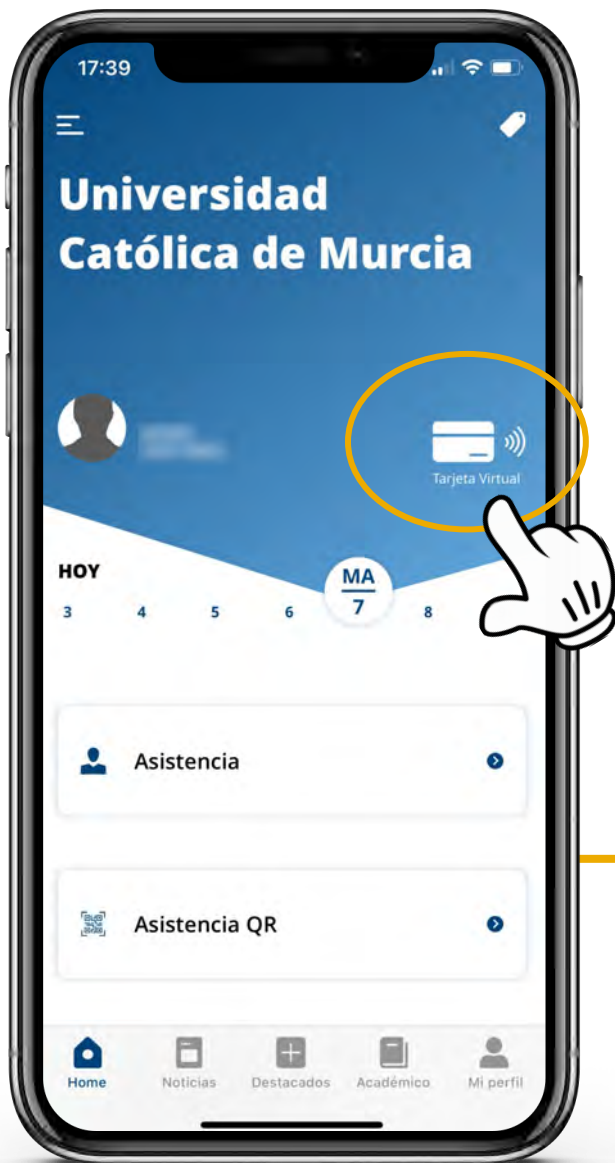 17:39
Universidad
Católica de Murcia
Tarjeta Virtual
HOY
MA
3 4 5 6 7 8
Asistencia
Asistencia QR
Home Noticias Destacados Académico Mi perfil